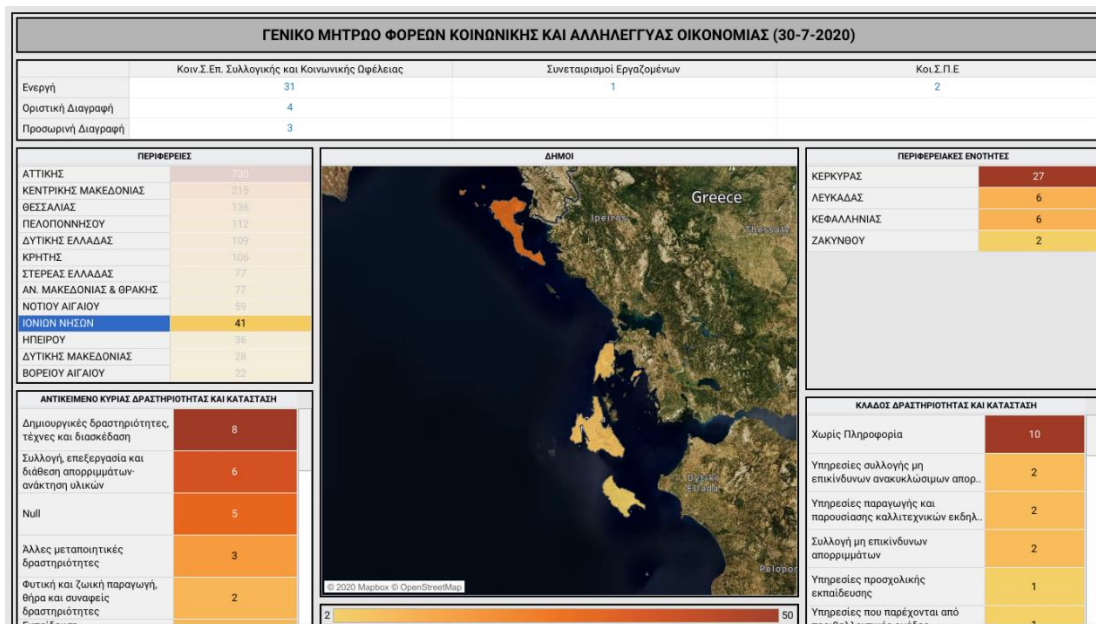 ΓΕΝΙΚΟ ΜΗΤΡΩΟ ΦΟΡΕΩΝ ΚΟΙΝΩΝΙΚΗΣ ΚΑΙ ΑΛΛΗΛΕΓΓΥΑΣ ΟΙΚΟΝΟΜΙΑΣ (30-7-2020)
Κοιν.Σ.Επ. Συλλογικής και Κοινωνικής Ωφέλειας Συνεταιρισμοί Εργαζομένων Κοι.Σ.Π.Ε
Ενεργή 31 1 2
Οριστική Διαγραφή 4
Προσωρινή Διαγραφή 3
ΠΕΡΙΦΕΡΕΙΕΣ
ΑΤΤΙΚΗΣ 730
ΚΕΝΤΡΙΚΗΣ ΜΑΚΕΔΟΝΙΑΣ 215
ΘΕΣΣΑΛΙΑΣ 136
ΠΕΛΟΠΟΝΝΗΣΟΥ 112
ΔΥΤΙΚΗΣ ΕΛΛΑΔΑΣ 109
ΚΡΗΤΗΣ 106
ΣΤΕΡΕΑΣ ΕΛΛΑΔΑΣ 77
ΑΝ. ΜΑΚΕΔΟΝΙΑΣ & ΘΡΑΚΗΣ 77
ΝΟΤΙΟΥ ΑΙΓΑΙΟΥ 59
ΙΟΝΙΩΝ ΝΗΣΩΝ 41
ΗΠΕΙΡΟΥ 36
ΔΥΤΙΚΗΣ ΜΑΚΕΔΟΝΙΑΣ 28
ΒΟΡΕΙΟΥ ΑΙΓΑΙΟΥ 22
ΔΗΜΟΙ
Greece
Ipeiros
Thessaly
Dytiki
Ellada
Pelopor
© 2020 Mapbox © OpenStreetMap
2 50
ΠΕΡΙΦΕΡΕΙΑΚΕΣ ΕΝΟΤΗΤΕΣ
ΚΕΡΚΥΡΑΣ 27
ΛΕΥΚΑΔΑΣ 6
ΚΕΦΑΛΛΗΝΙΑΣ 6
ΖΑΚΥΝΘΟΥ 2
ΑΝΤΙΚΕΙΜΕΝΟ ΚΥΡΙΑΣ ΔΡΑΣΤΗΡΙΟΤΗΤΑΣ ΚΑΙ ΚΑΤΑΣΤΑΣΗ
Δημιουργικές δραστηριότητες,
τέχνες και διασκέδαση 8
Συλλογή, επεξεργασία και
διάθεση απορριμμάτων·
ανάκτηση υλικών 6
Null 5
Άλλες μεταποιητικές
δραστηριότητες 3
Φυτική και ζωική παραγωγή,
θήρα και συναφείς
δραστηριότητες 2
ΚΛΑΔΟΣ ΔΡΑΣΤΗΡΙΟΤΗΤΑΣ ΚΑΙ ΚΑΤΑΣΤΑΣΗ
Χωρίς Πληροφορία 10
Υπηρεσίες συλλογής μη
επικίνδυνων ανακυκλώσιμων απορ.. 2
Υπηρεσίες παραγωγής και
παρουσίασης καλλιτεχνικών εκδηλ.. 2
Συλλογή μη επικίνδυνων
απορριμμάτων 2
Υπηρεσίες προσχολικής
εκπαίδευσης 1
Υπηρεσίες που παρέχονται από